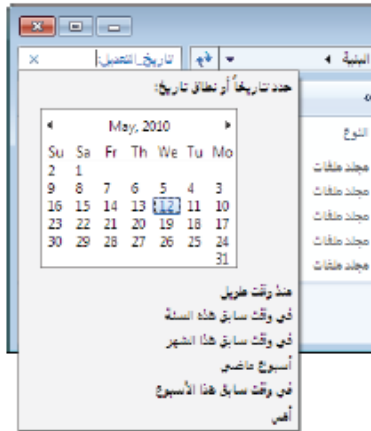 البنية
تاريخ_التعديل:
حدد تاريخاً أو نطاق تاريخ:
May, 2010
Su Sa Fr Th We Tu Mo
2 1
9 8 7 6 5 4 3
16 15 14 13 12 11 10
23 22 21 20 19 18 17
30 29 28 27 26 25 24
31
منذ وقت طويل
في وقت سابق هذه السنة
في وقت سابق هذا الشهر
أسبوع ماضي
في وقت سابق هذا الأسبوع
أمس
النوع
مجلد ملفات
مجلد ملفات
مجلد ملفات
مجلد ملفات
مجلد ملفات